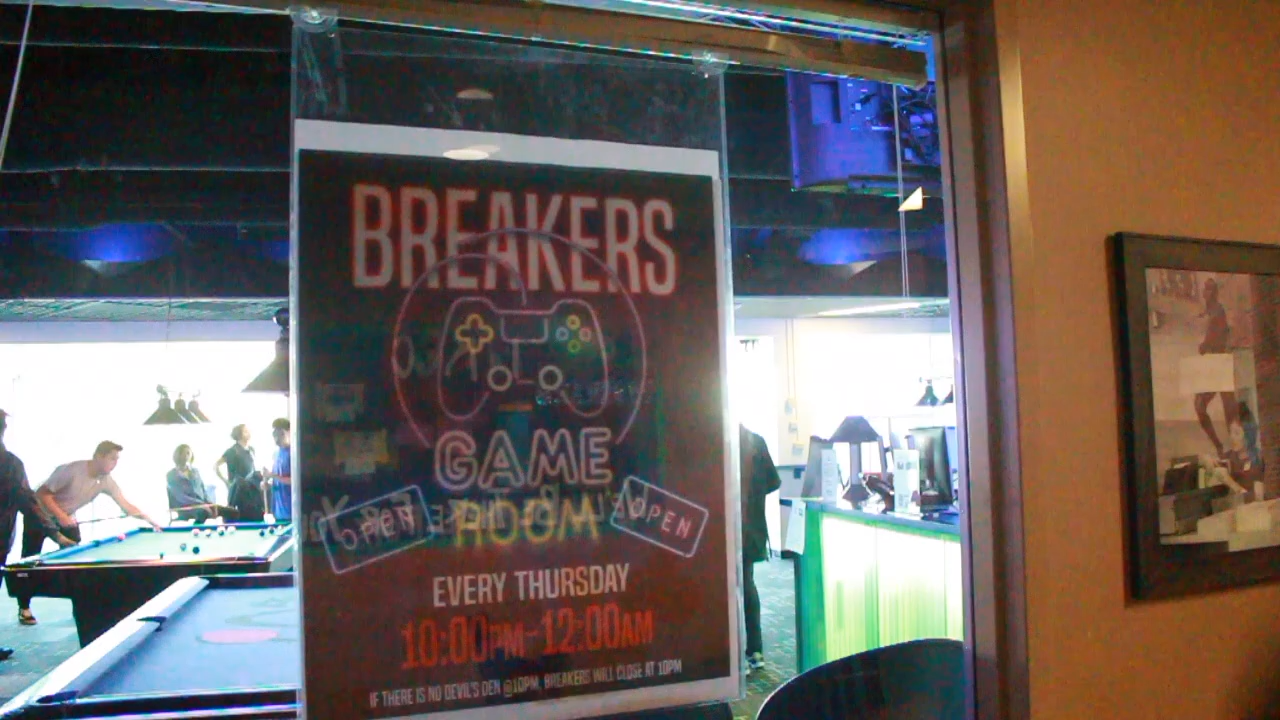 BREAKERS
GAME
ROOM
OPEN
OPEN
EVERY THURSDAY
10:00PM-12:00AM
IF THERE IS NO DEVIL'S DEN @10PM, BREAKERS WILL CLOSE AT 10PM